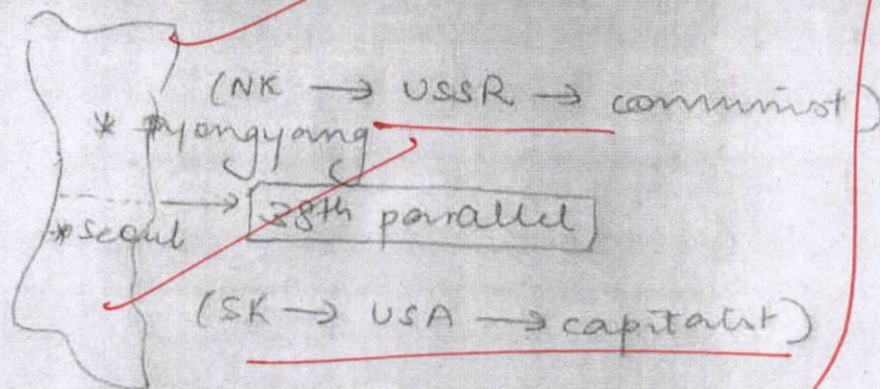 (NK → USSR → communist)
* Pyongyang
38th parallel
* Seoul
(SK → USA → capitalist)